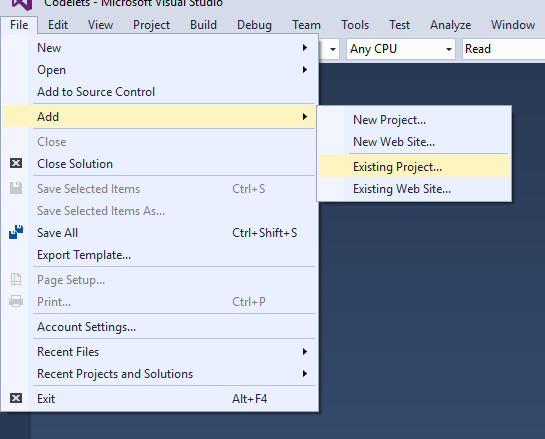 Codelets - Microsoft Visual Studio
File Edit View Project Build Debug Team Tools Test Analyze Window
Any CPU Read
New
Open
Add to Source Control
Add
New Project...
New Web Site...
Existing Project...
Existing Web Site...
Close
Close Solution
Save Selected Items Ctrl+S
Save Selected Items As...
Save All Ctrl+Shift+S
Export Template...
Page Setup...
Print... Ctrl+P
Account Settings...
Recent Files
Recent Projects and Solutions
Exit Alt+F4